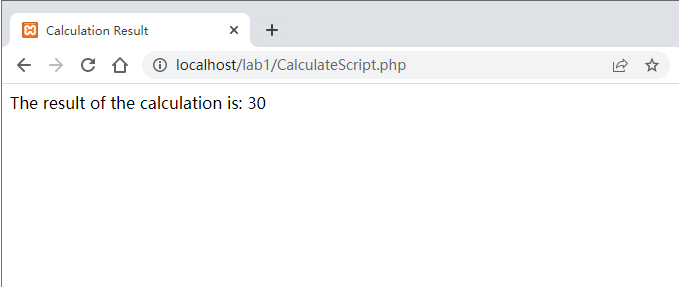 Calculation Result
localhost/lab1/CalculateScript.php
The result of the calculation is: 30